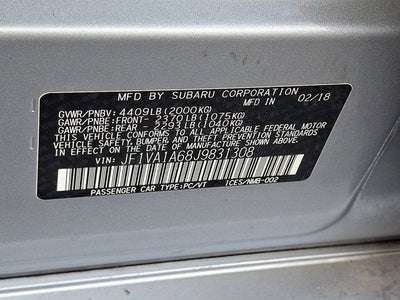 MFD. BY SUBARU CORPORATION
MFD. IN 02/18
GVWR/PNBV: 4409LB(2000KG)
GAWR/PNBE:FRONT- 2370LB(1075KG)
GAWR/PNBE:REAR - 2293LB(1040KG)
THIS VEHICLE CONFORMS TO ALL APPLICABLE FEDERAL MOTOR
VEHICLE SAFETY, BUMPER, AND THEFT PREVENTION
STANDARDS IN EFFECT ON THE DATE OF MANUFACTURE
SHOWN ABOVE.
VIN: JF1VA1A68J9831308
PASSENGER CAR TYPE:PC/VT ICES/NMB-002